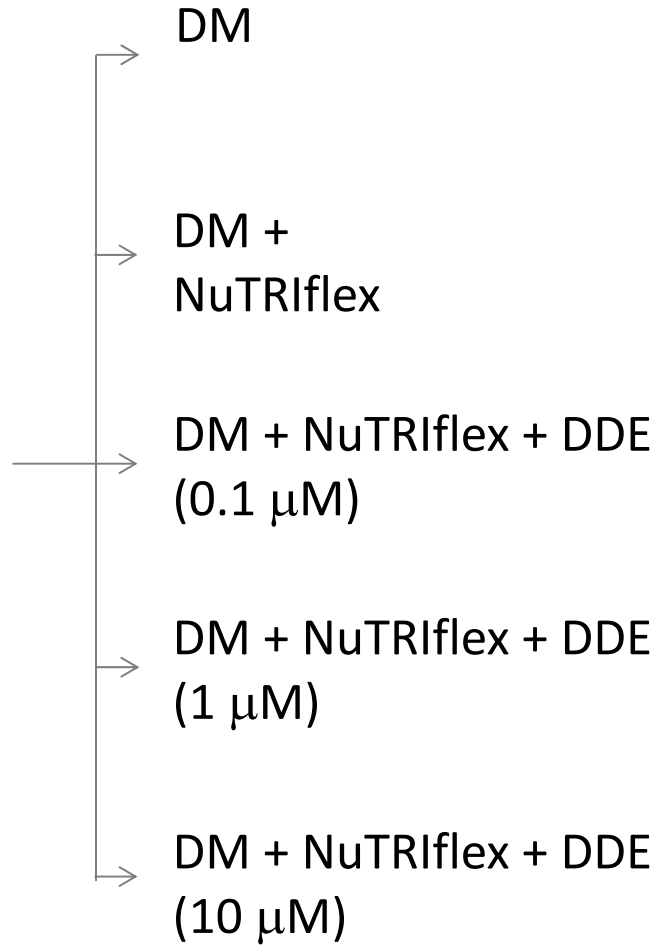 DM
DM +
NuTRIflex
DM + NuTRIflex + DDE
(0.1 μM)
DM + NuTRIflex + DDE
(1 μM)
DM + NuTRIflex + DDE
(10 μM)